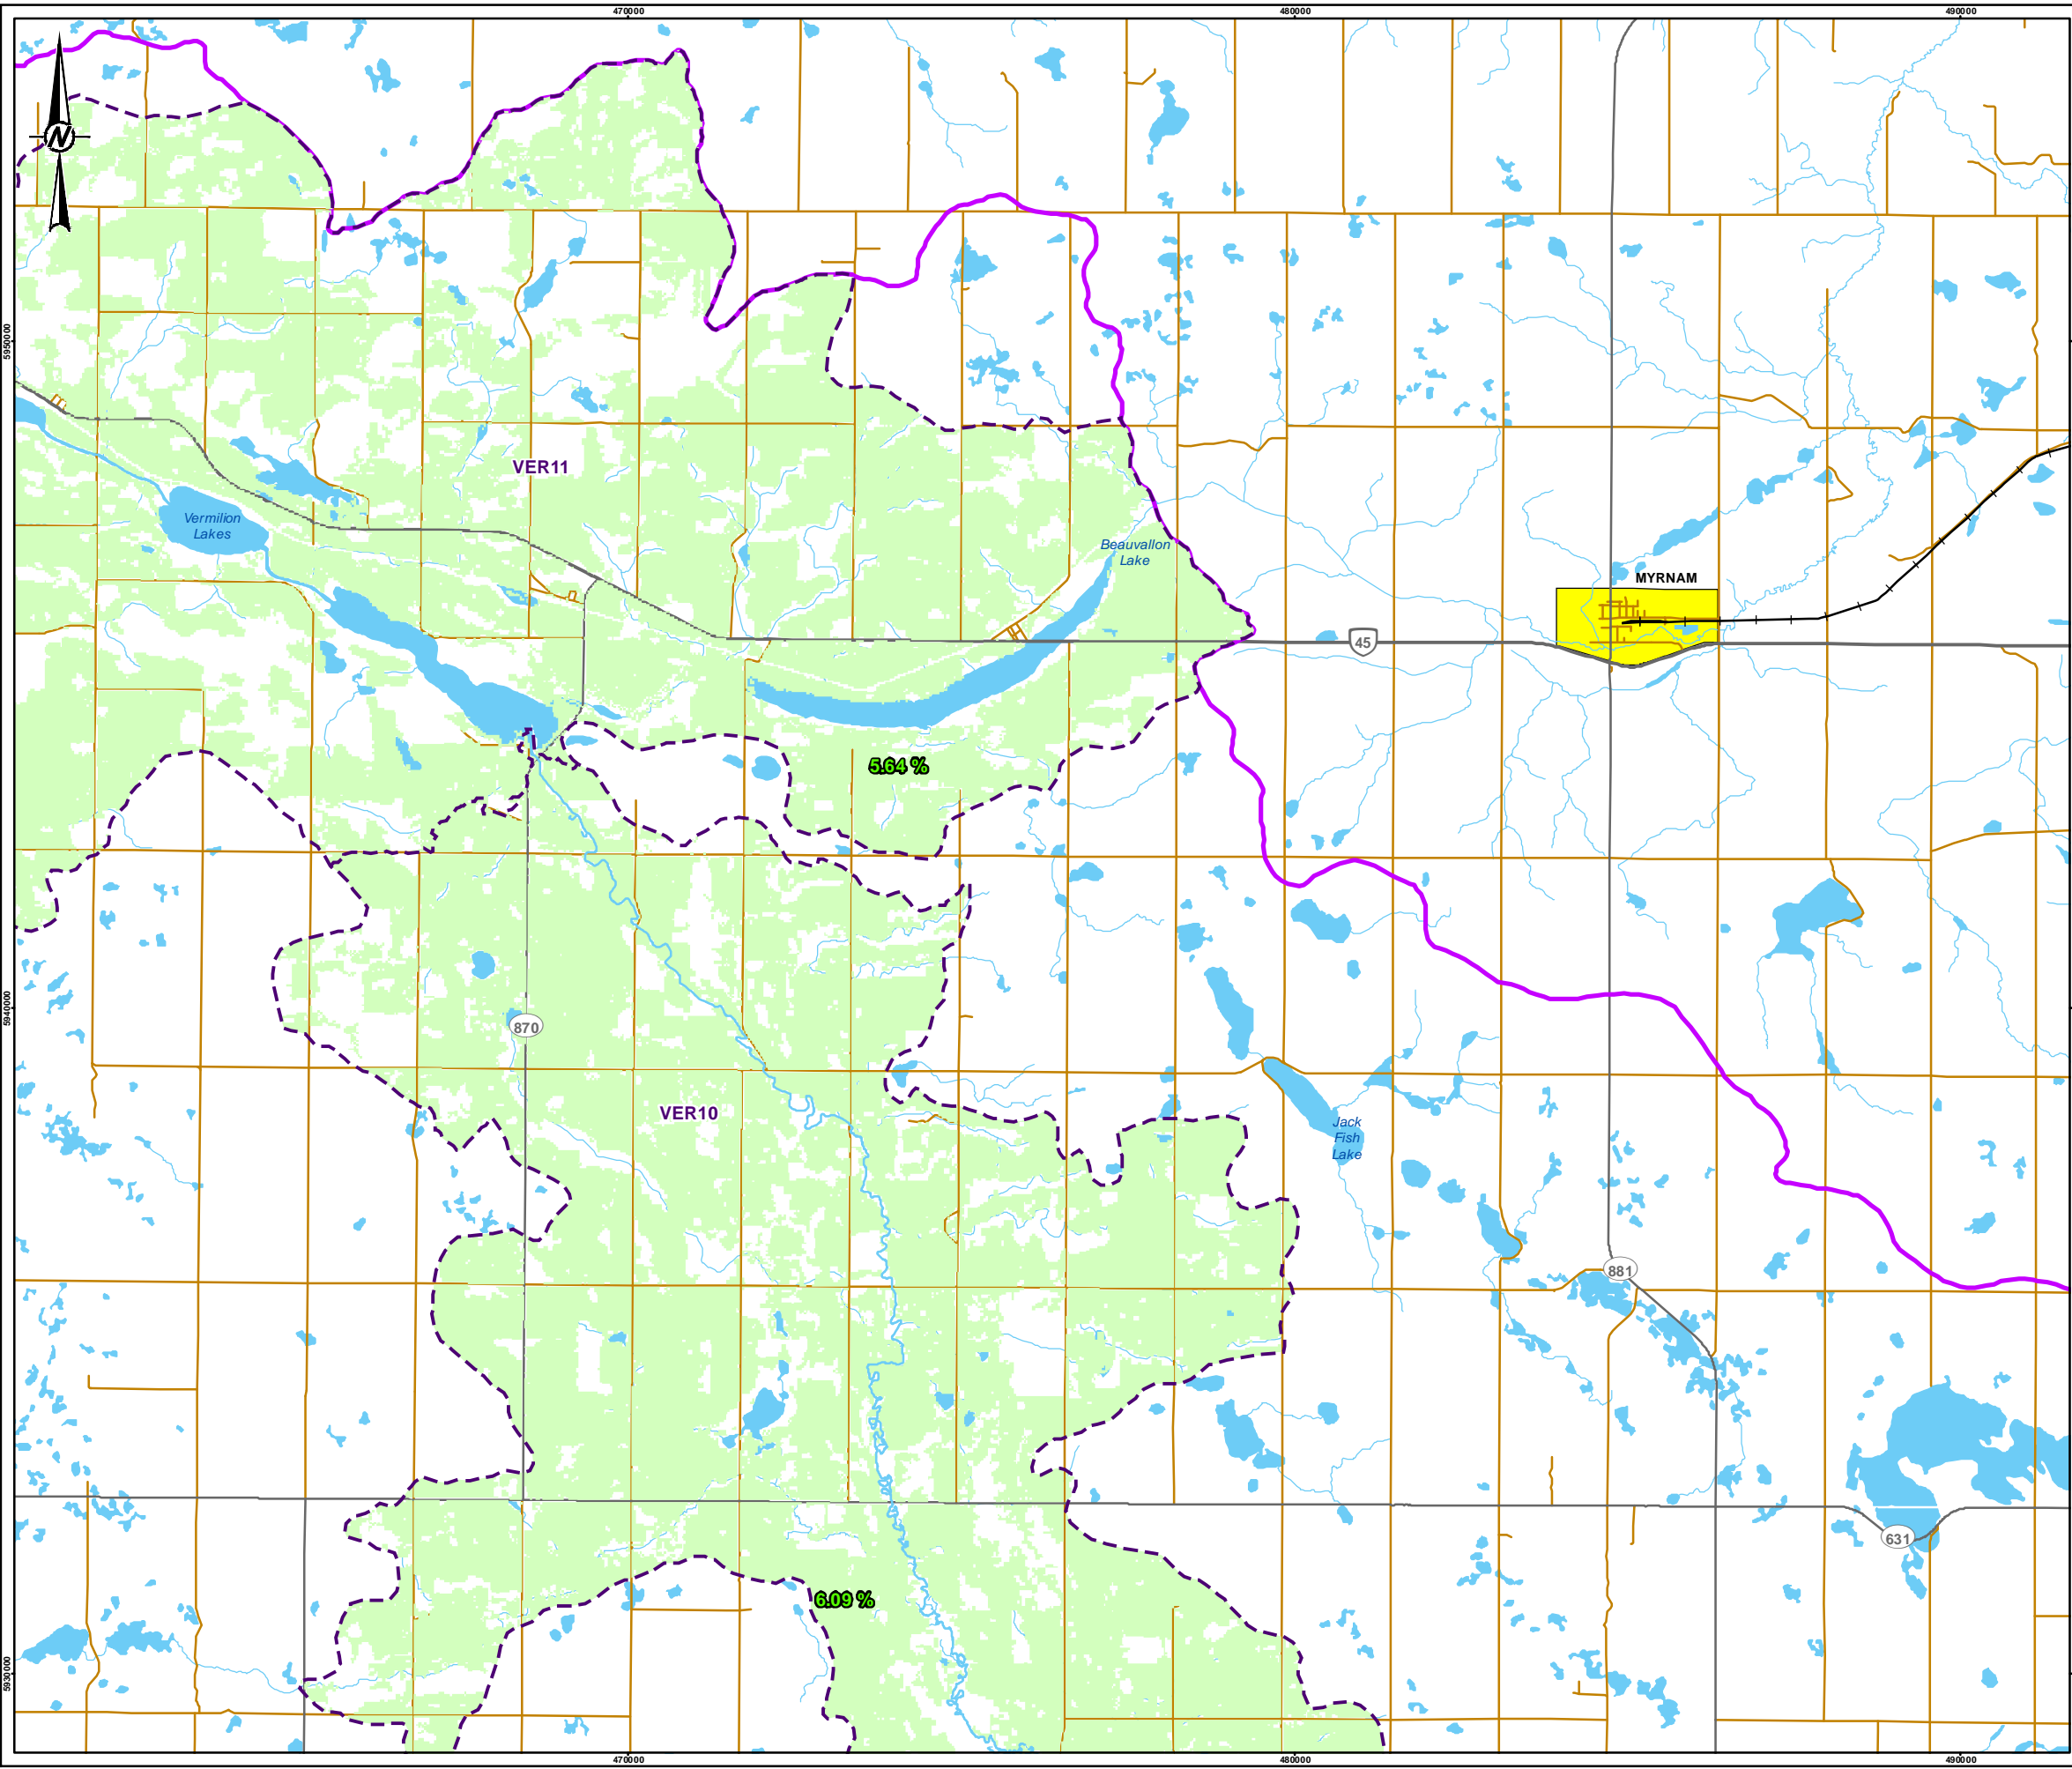 470000
480000
490000
N
5950000
VER11
Vermilion
Lakes
Beauvallon
Lake
MYRNAM
45
5.64 %
5940000
870
VER10
Jack
Fish
Lake
881
631
6.09 %
5930000
470000
480000
490000